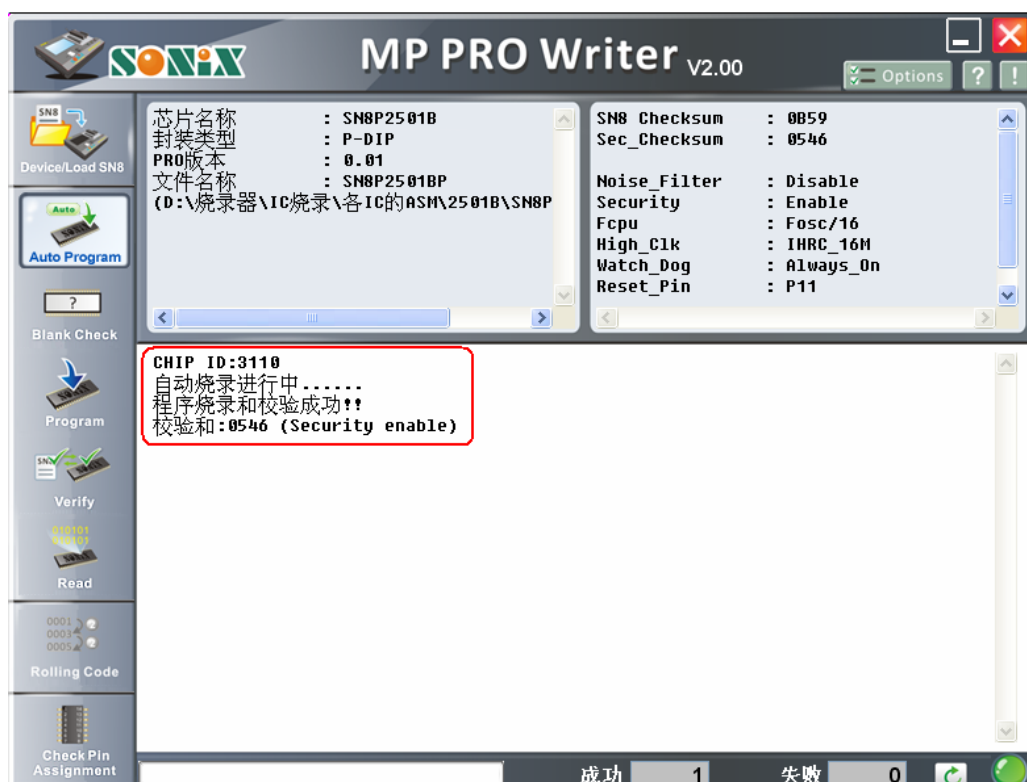 SONiX
MP PRO Writer V2.00
Options
?
!
SN8
Device/Load SN8
Auto
Auto Program
?
Blank Check
Program
Verify
010101
010101
Read
0001
0003
0005
Rolling Code
Check Pin
Assignment
芯片名称 : SN8P2501B
封装类型 : P-DIP
PRO版本 : 0.01
文件名称 : SN8P2501BP
(D:\烧录器\IC烧录\各IC的ASM\2501B\SN8P
SN8 Checksum : 0B59
Sec_Checksum : 0546
Noise_Filter : Disable
Security : Enable
Fcpu : Fosc/16
High_Clk : IHRC_16M
Watch_Dog : Always_On
Reset_Pin : P11
CHIP ID:3110
自动烧录进行中......
程序烧录和校验成功!!
校验和:0546 (Security enable)
成功 1 失败 0